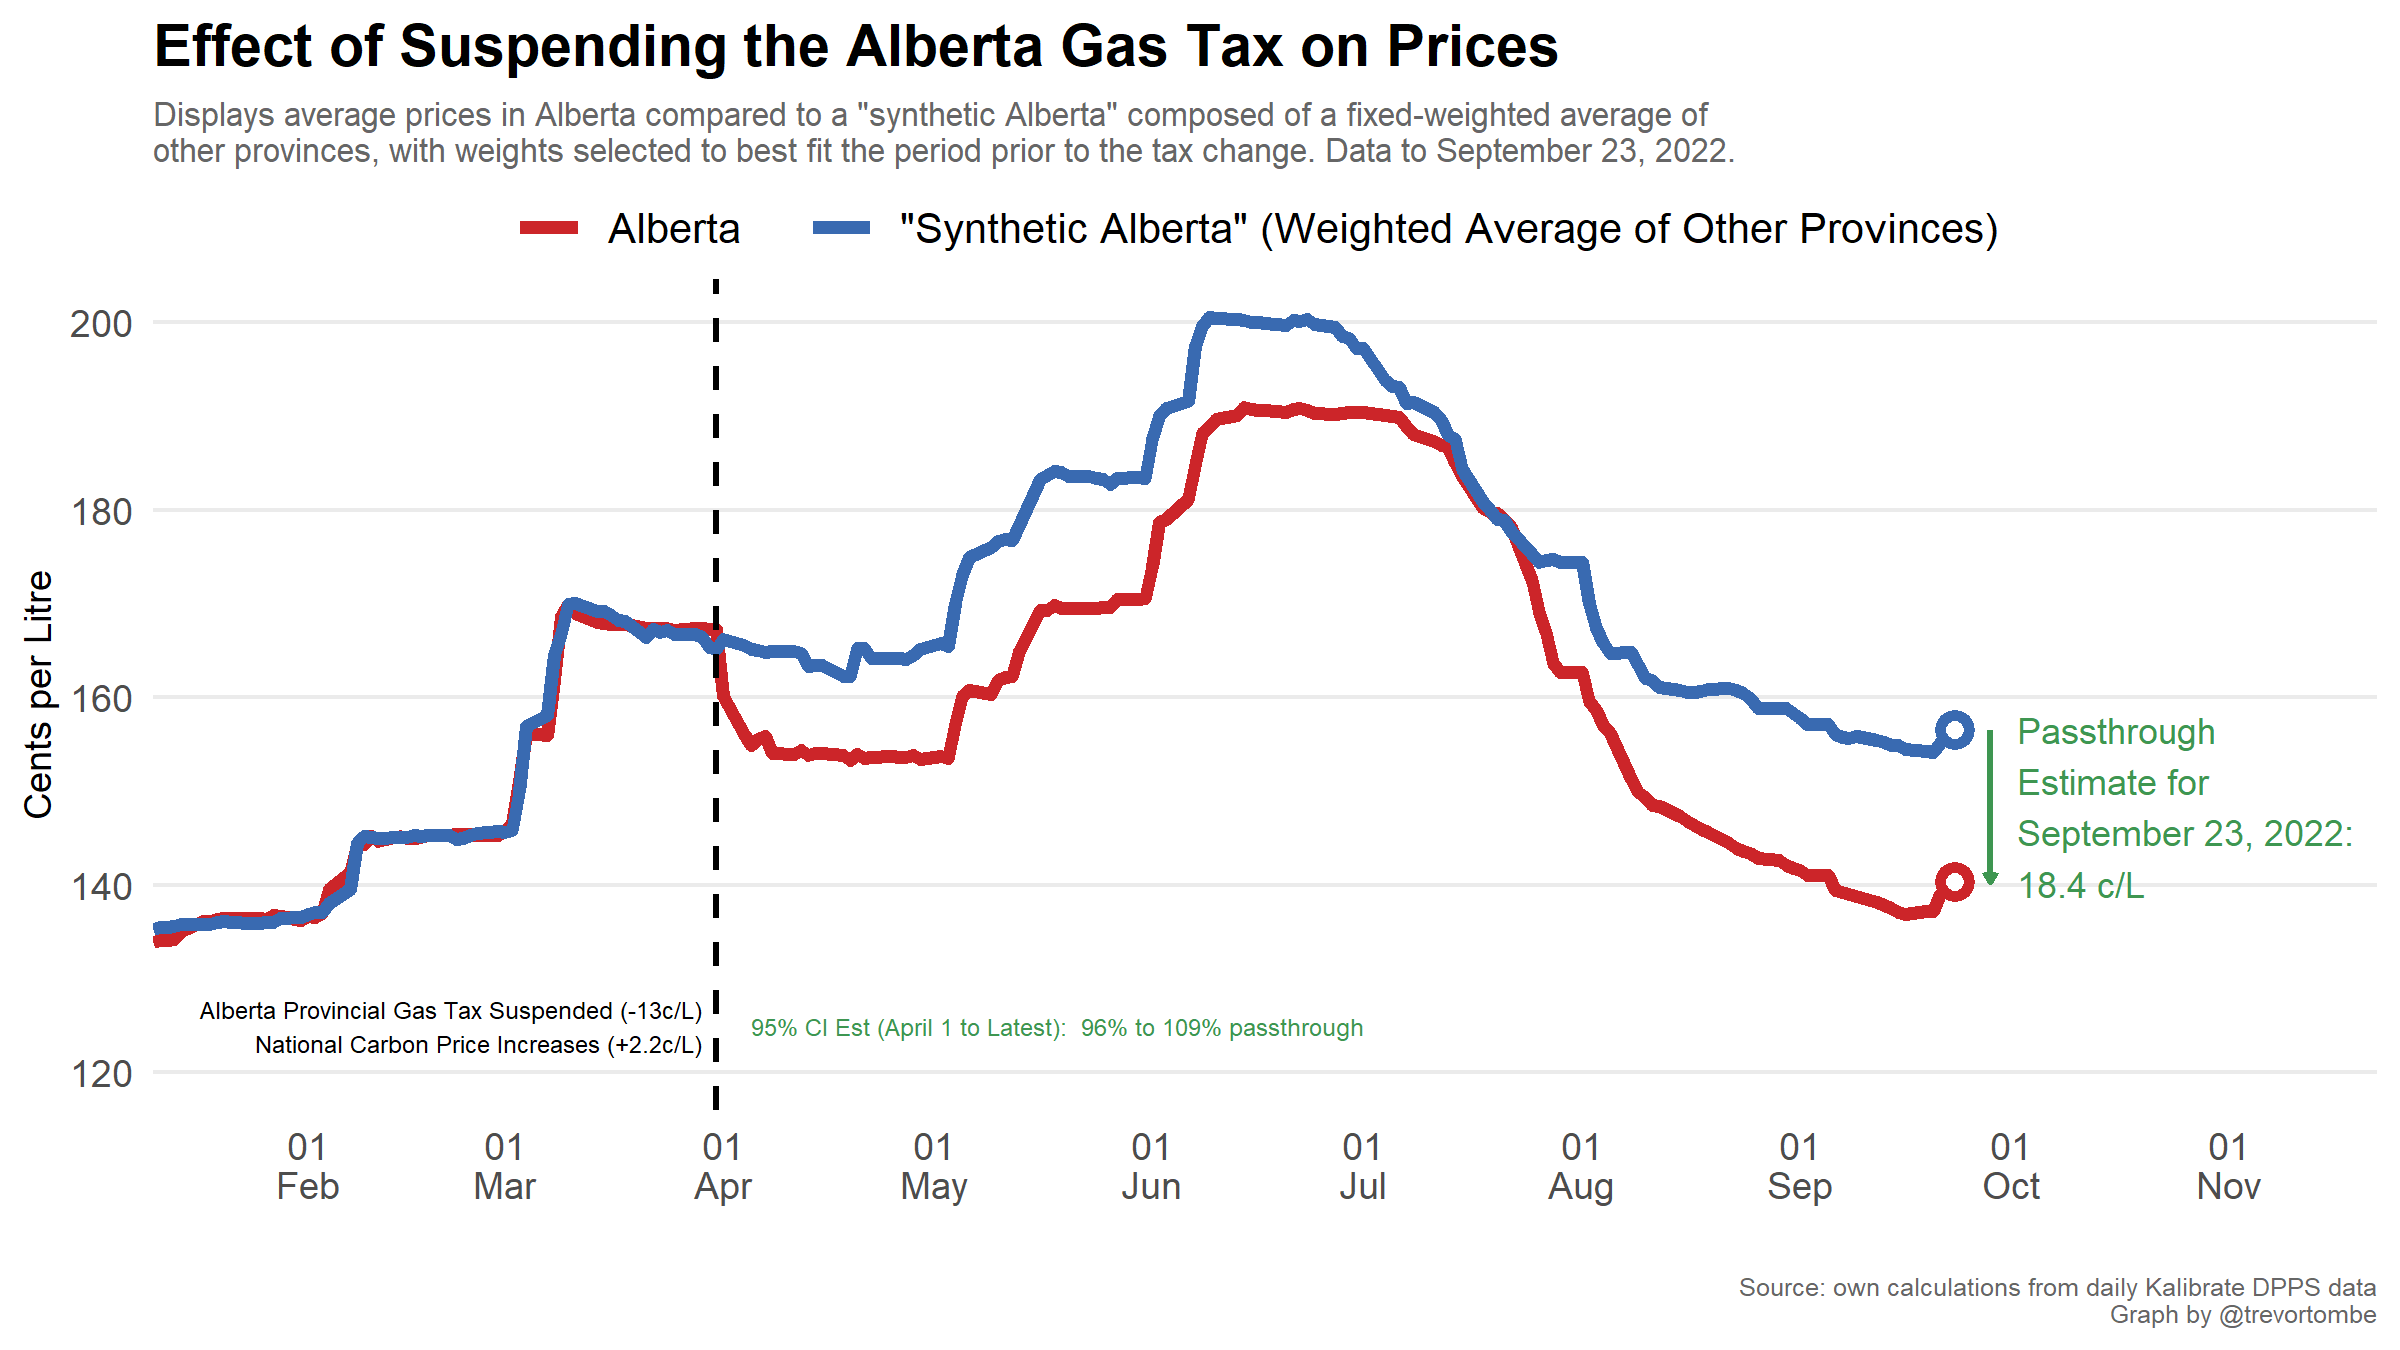 Effect of Suspending the Alberta Gas Tax on Prices
Displays average prices in Alberta compared to a "synthetic Alberta" composed of a fixed-weighted average of
other provinces, with weights selected to best fit the period prior to the tax change. Data to September 23, 2022.
Alberta "Synthetic Alberta" (Weighted Average of Other Provinces)
Cents per Litre
200
180
160
140
120
Passthrough
Estimate for
September 23, 2022:
18.4 c/L
Alberta Provincial Gas Tax Suspended (-13c/L)
National Carbon Price Increases (+2.2c/L)
95% CI Est (April 1 to Latest):  96% to 109% passthrough
01 01 01 01 01 01 01 01 01 01
Feb Mar Apr May Jun Jul Aug Sep Oct Nov
Source: own calculations from daily Kalibrate DPPS data
Graph by @trevortombe